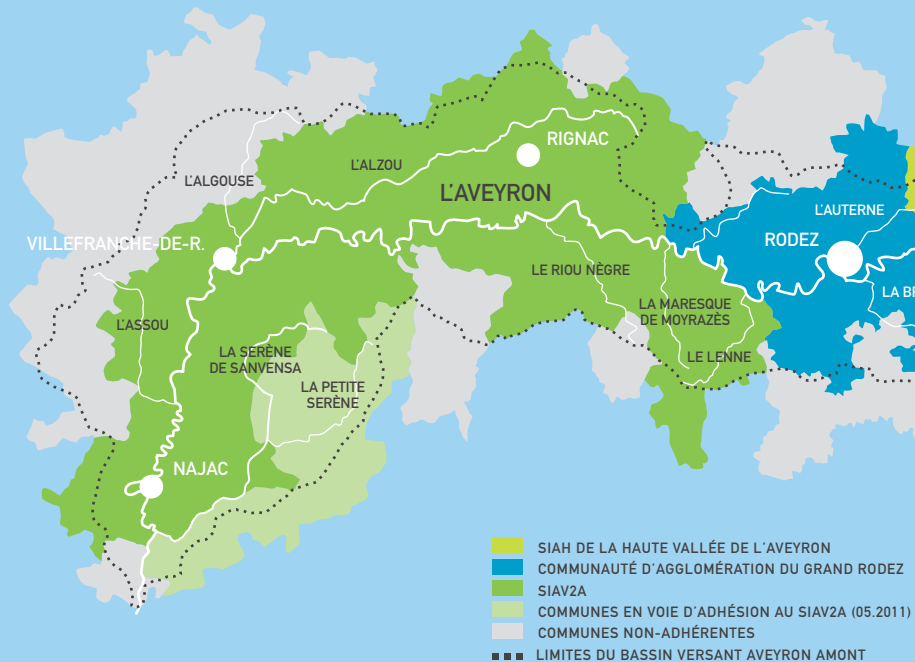 RIGNAC
L'ALZOU
L'ALGOUSE
L'AVEYRON
L'AUTERNE
VILLEFRANCHE-DE-R.
RODEZ
LE RIOU NÈGRE
LA BR
LA MARESQUE
DE MOYRAZÈS
L'ASSOU
LA SERÈNE
DE SANVENSA
LE LENNE
LA PETITE
SERÈNE
NAJAC
SIAH DE LA HAUTE VALLÉE DE L'AVEYRON
COMMUNAUTÉ D'AGGLOMÉRATION DU GRAND RODEZ
SIAV2A
COMMUNES EN VOIE D'ADHÉSION AU SIAV2A (05.2011)
COMMUNES NON-ADHÉRENTES
LIMITES DU BASSIN VERSANT AVEYRON AMONT